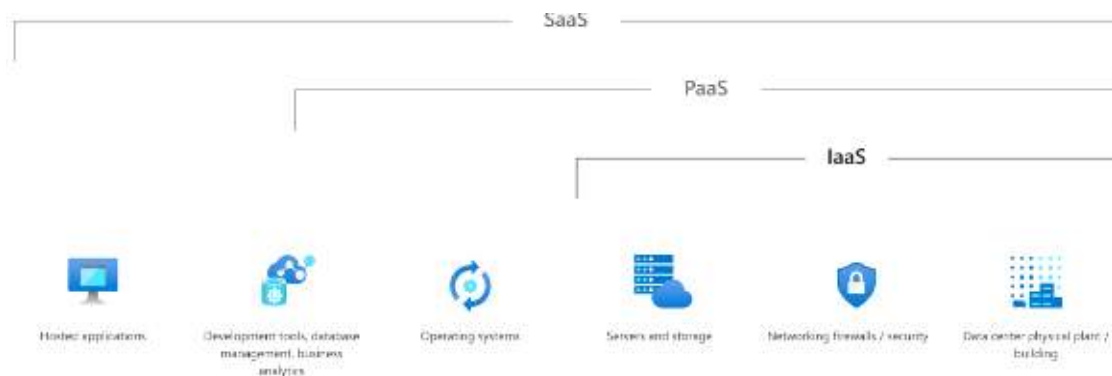 SaaS
PaaS
IaaS
Hosted applications
Development tools, database
management, business
analytics
Operating systems
Servers and storage
Networking firewalls / security
Data center physical plant /
building